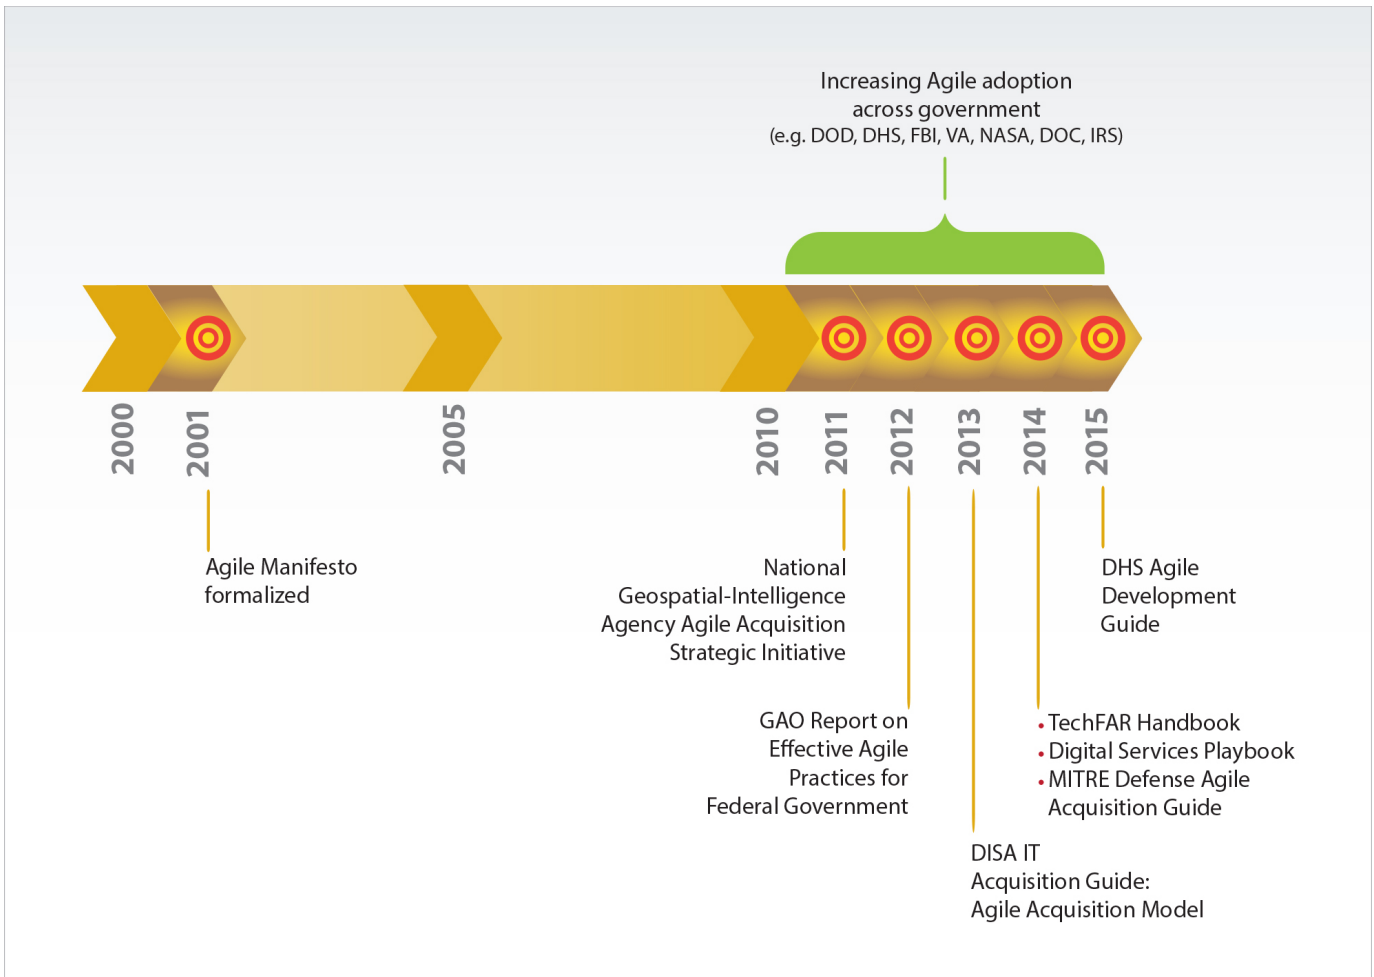 Increasing Agile adoption
across government
(e.g. DOD, DHS, FBI, VA, NASA, DOC, IRS)
2000
2001
2005
2010
2011
2012
2013
2014
2015
Agile Manifesto
formalized
National
Geospatial-Intelligence
Agency Agile Acquisition
Strategic Initiative
GAO Report on
Effective Agile
Practices for
Federal Government
DISA IT
Acquisition Guide:
Agile Acquisition Model
• TechFAR Handbook
• Digital Services Playbook
• MITRE Defense Agile
Acquisition Guide
DHS Agile
Development
Guide